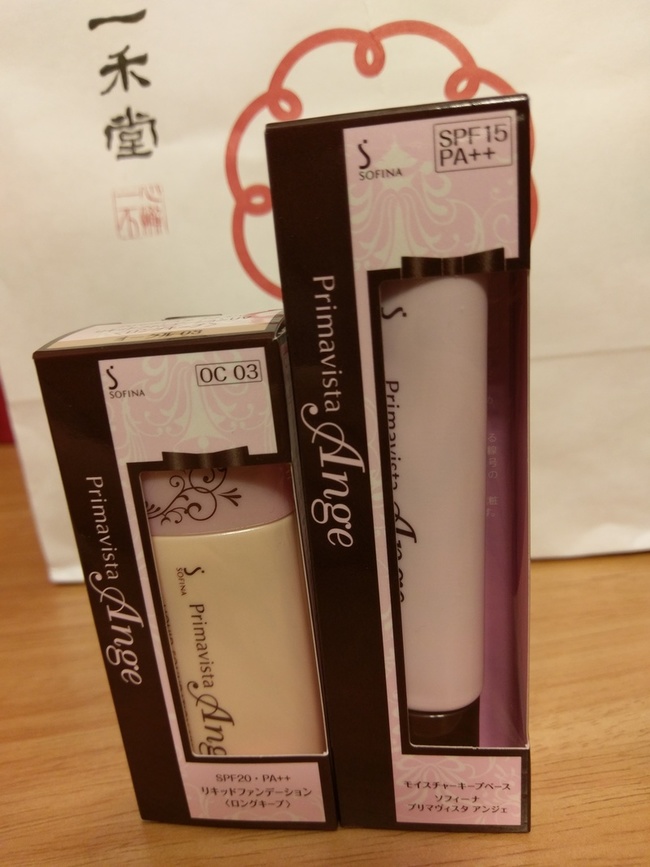 一禾堂
SOFINA
SPF15
PA++
Primavista
Ange
Primavista
SOFINA
OC 03
Primavista
Ange
SOFINA
Primavista
Ang
SPF20・PA++
リキッドファンデーション
〈ロングキープ〉
モイスチャーキープベース
ソフィーナ
プリマヴィスタ アンジェ